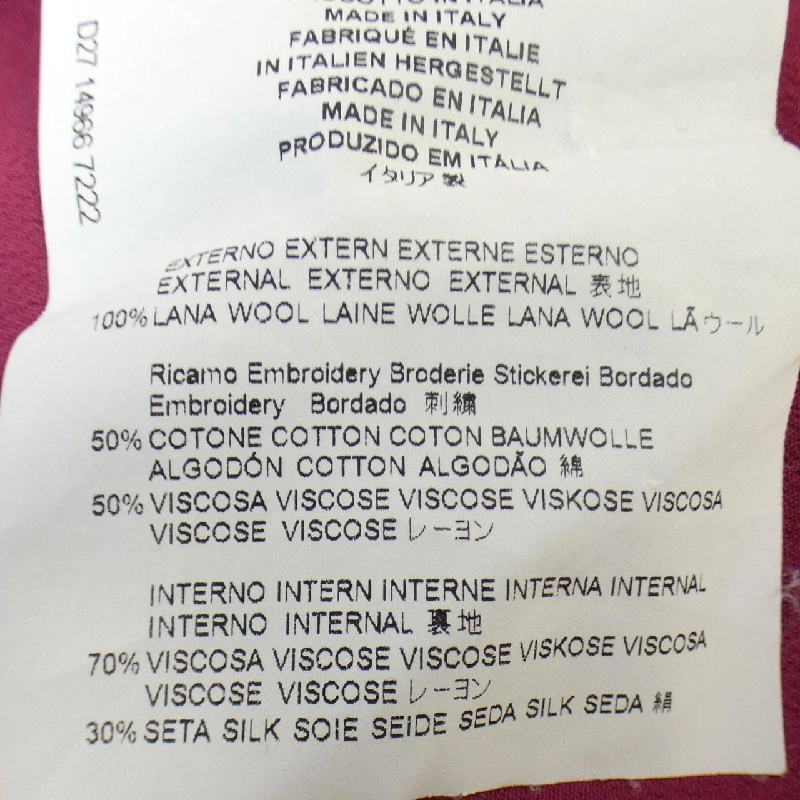 PRODOTTO IN ITALIA
MADE IN ITALY
FABRIQUÉ EN ITALIE
IN ITALIEN HERGESTELLT
FABRICADO EN ITALIA
MADE IN ITALY
PRODUZIDO EM ITÁLIA
イタリア製
D27 14966 7222
EXTERNO EXTERN EXTERNE ESTERNO
EXTERNAL EXTERNO EXTERNAL 表地
100% LANA WOOL LAINE WOLLE LANA WOOL LÃ ウール
Ricamo Embroidery Broderie Stickerei Bordado
Embroidery Bordado 刺繍
50% COTONE COTTON COTON BAUMWOLLE
ALGODÓN COTTON ALGODÃO 綿
50% VISCOSA VISCOSE VISCOSE VISKOSE VISCOSA
VISCOSE VISCOSE レーヨン
INTERNO INTERN INTERNE INTERNA INTERNAL
INTERNO INTERNAL 裏地
70% VISCOSA VISCOSE VISCOSE VISKOSE VISCOSA
VISCOSE VISCOSE レーヨン
30% SETA SILK SOIE SEIDE SEDA SILK SEDA 絹